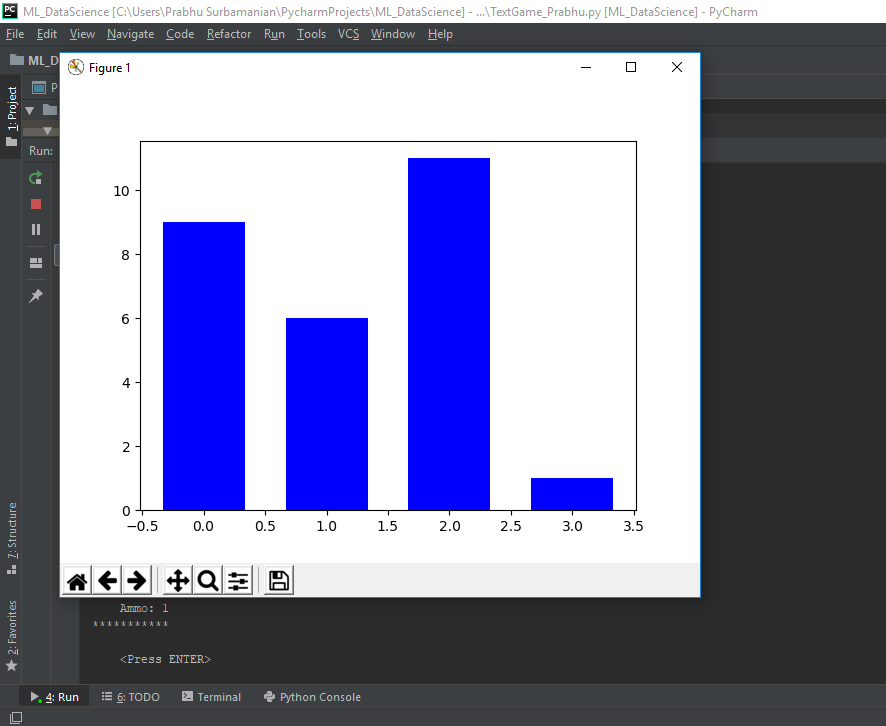 PC ML_DataScience [C:\Users\Prabhu Surbamanian\PycharmProjects\ML_DataScience] - ...\TextGame_Prabhu.py [ML_DataScience] - PyCharm
File Edit View Navigate Code Refactor Run Tools VCS Window Help
ML_D
Figure 1
1: Project
P
Run:
10
8
6
4
2
0
−0.5 0.0 0.5 1.0 1.5 2.0 2.5 3.0 3.5
7: Structure
2: Favorites
Ammo: 1
***********
<Press ENTER>
4: Run 6: TODO Terminal Python Console